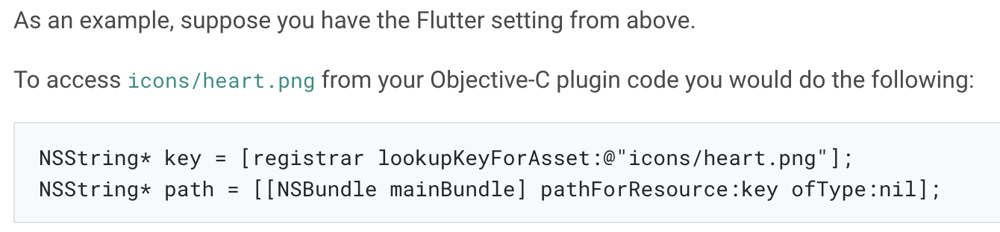 As an example, suppose you have the Flutter setting from above.
To access icons/heart.png from your Objective-C plugin code you would do the following:
NSString* key = [registrar lookupKeyForAsset:@"icons/heart.png"];
NSString* path = [[NSBundle mainBundle] pathForResource:key ofType:nil];